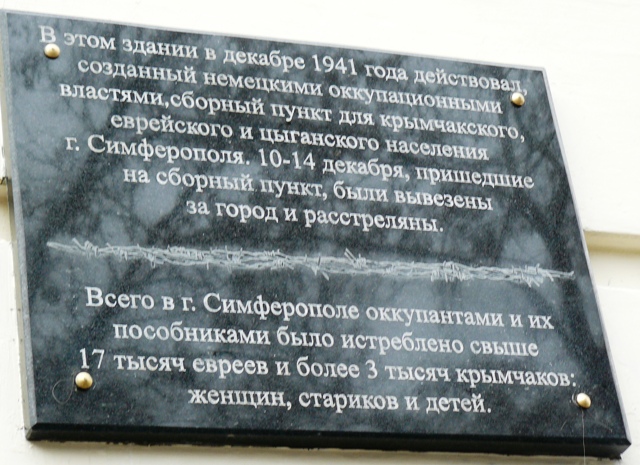 В этом здании в декабре 1941 года действовал,
созданный немецкими оккупационными
властями,сборный пункт для крымчакского,
еврейского и цыганского населения
г. Симферополя. 10-14 декабря, пришедшие
на сборный пункт, были вывезены
за город и расстреляны.
Всего в г. Симферополе оккупантами и их
пособниками было истреблено свыше
17 тысяч евреев и более 3 тысяч крымчаков:
женщин, стариков и детей.